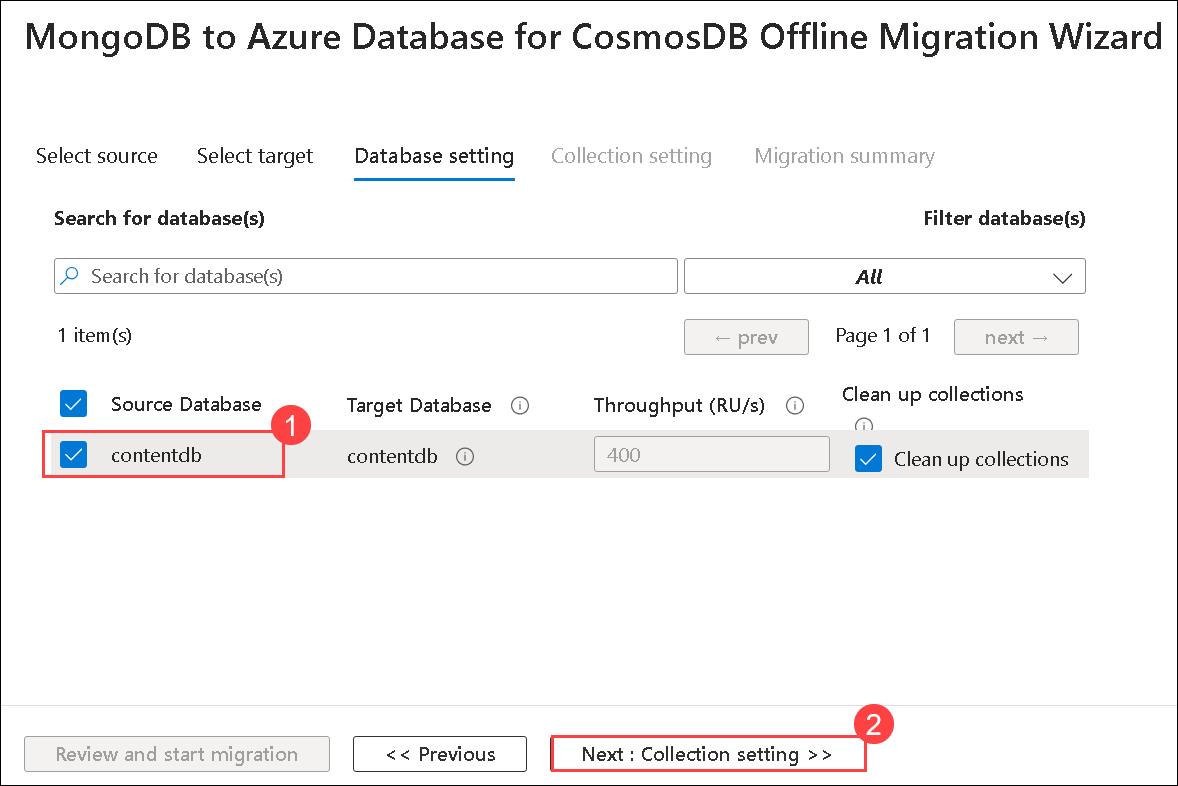 MongoDB to Azure Database for CosmosDB Offline Migration Wizard
Select source Select target Database setting Collection setting Migration summary
Search for database(s) Filter database(s)
Search for database(s) All
1 item(s) ← prev Page 1 of 1 next →
Source Database Target Database Throughput (RU/s) Clean up collections
1
contentdb contentdb 400 Clean up collections
2
Review and start migration << Previous Next : Collection setting >>